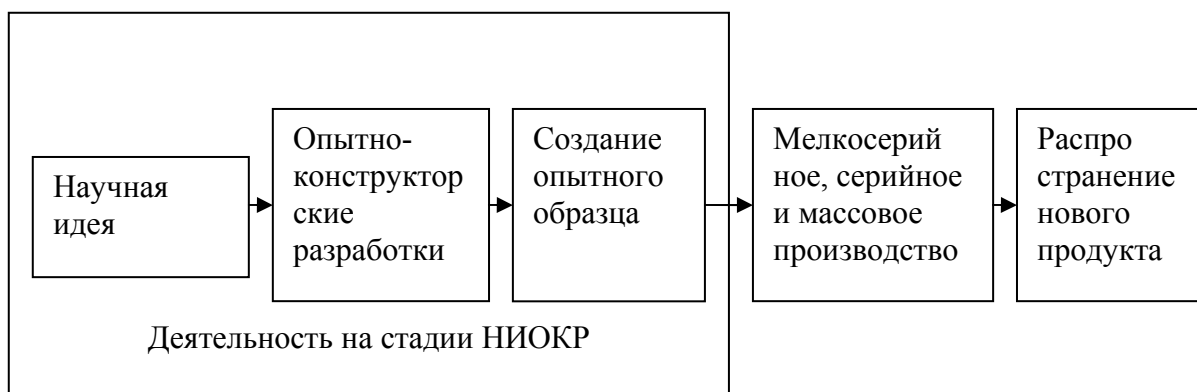 Научная
идея
Опытно-
конструктор
ские
разработки
Создание
опытного
образца
Мелкосерий
ное, серийное
и массовое
производство
Распро
странение
нового
продукта
Деятельность на стадии НИОКР